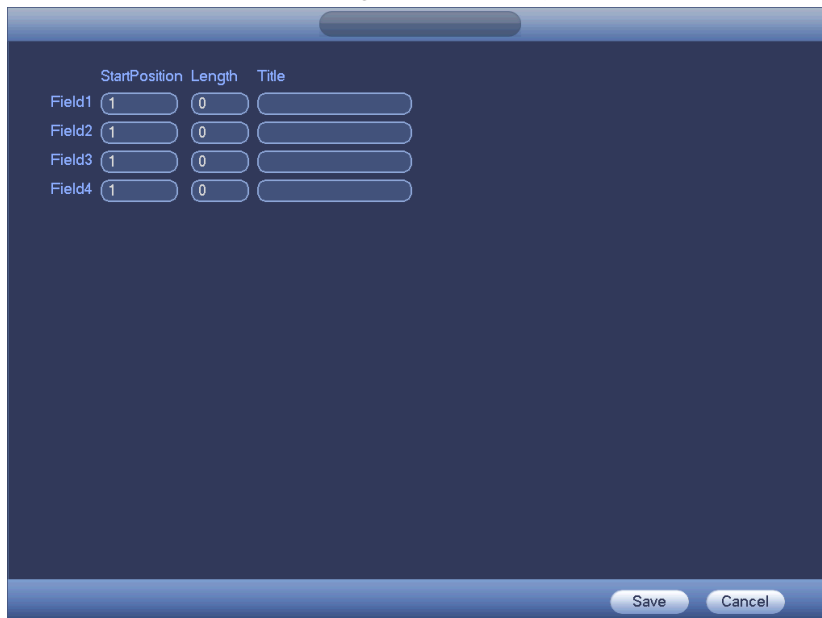 StartPosition Length Title
Field1 1 0
Field2 1 0
Field3 1 0
Field4 1 0
Save Cancel